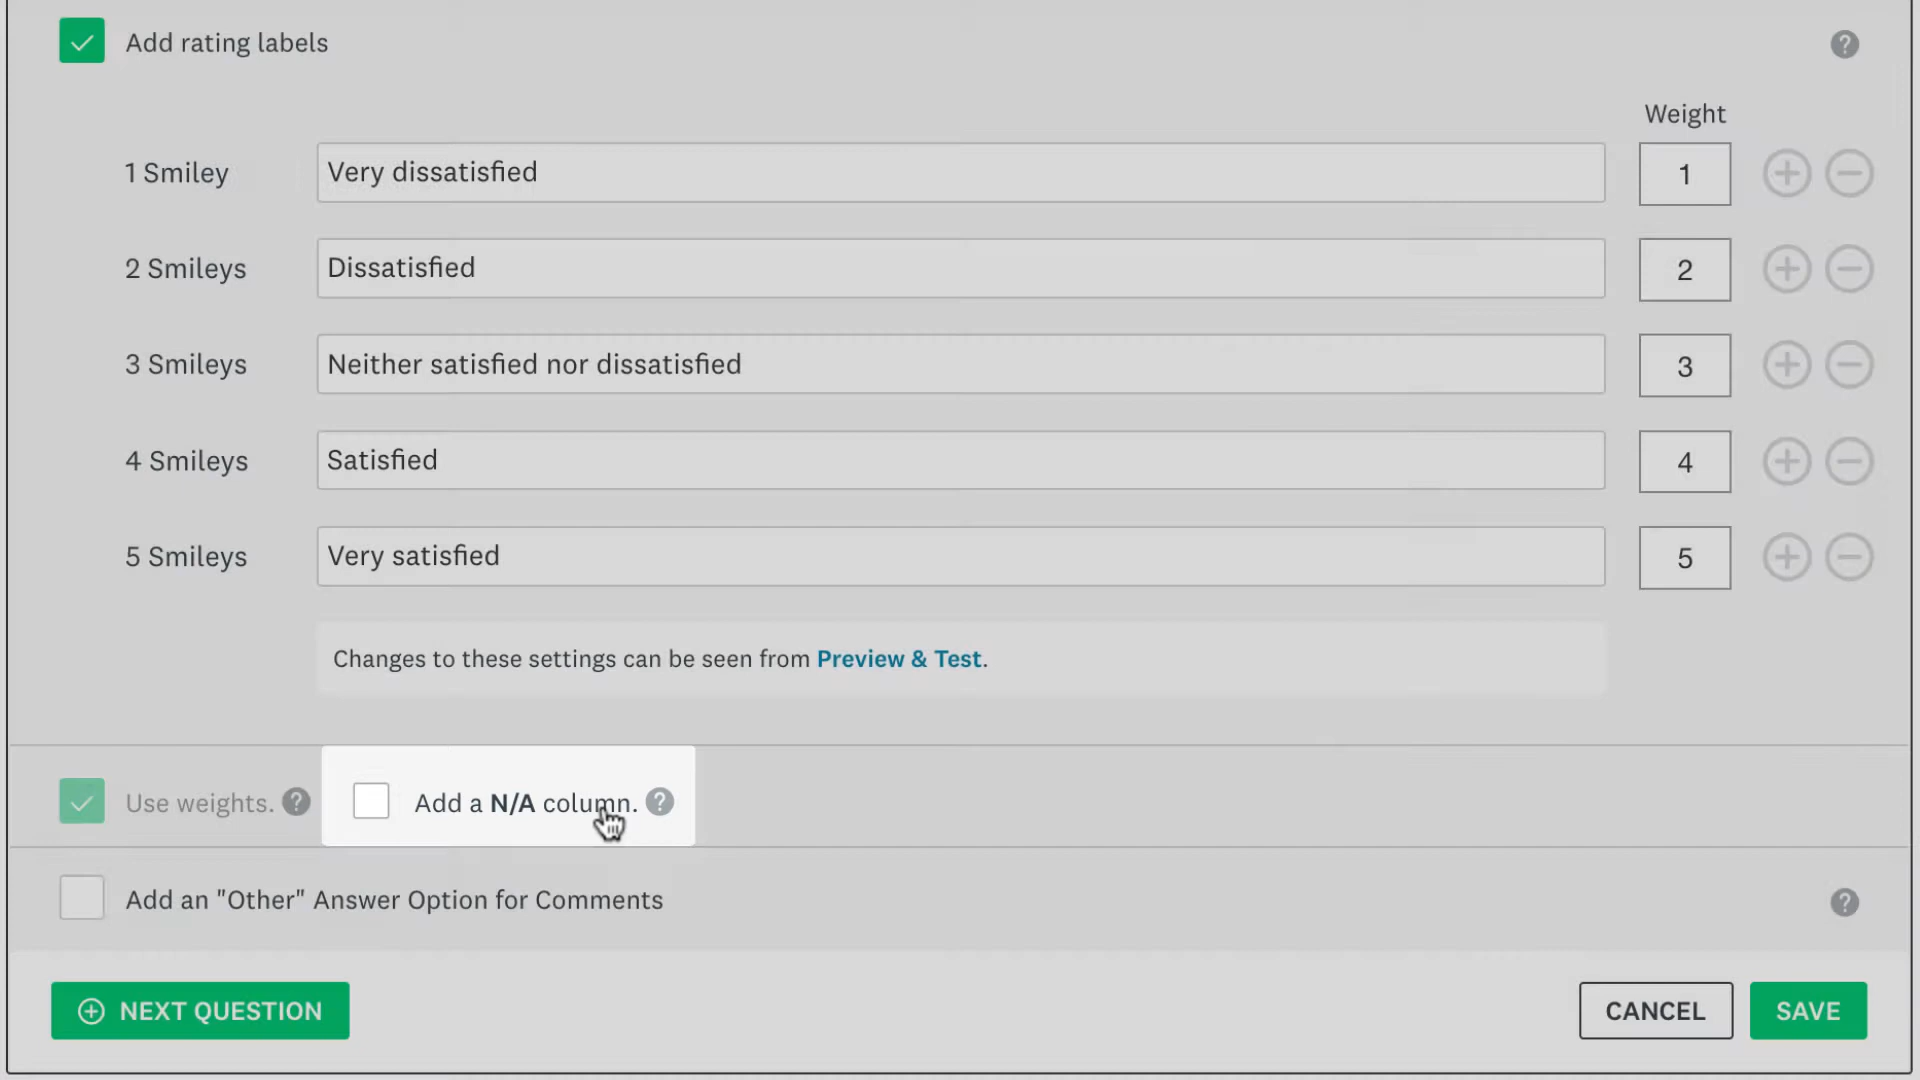 Add rating labels
Weight
1 Smiley Very dissatisfied 1
2 Smileys Dissatisfied 2
3 Smileys Neither satisfied nor dissatisfied 3
4 Smileys Satisfied 4
5 Smileys Very satisfied 5
Changes to these settings can be seen from Preview & Test.
Use weights. Add a N/A column.
Add an "Other" Answer Option for Comments
NEXT QUESTION CANCEL SAVE